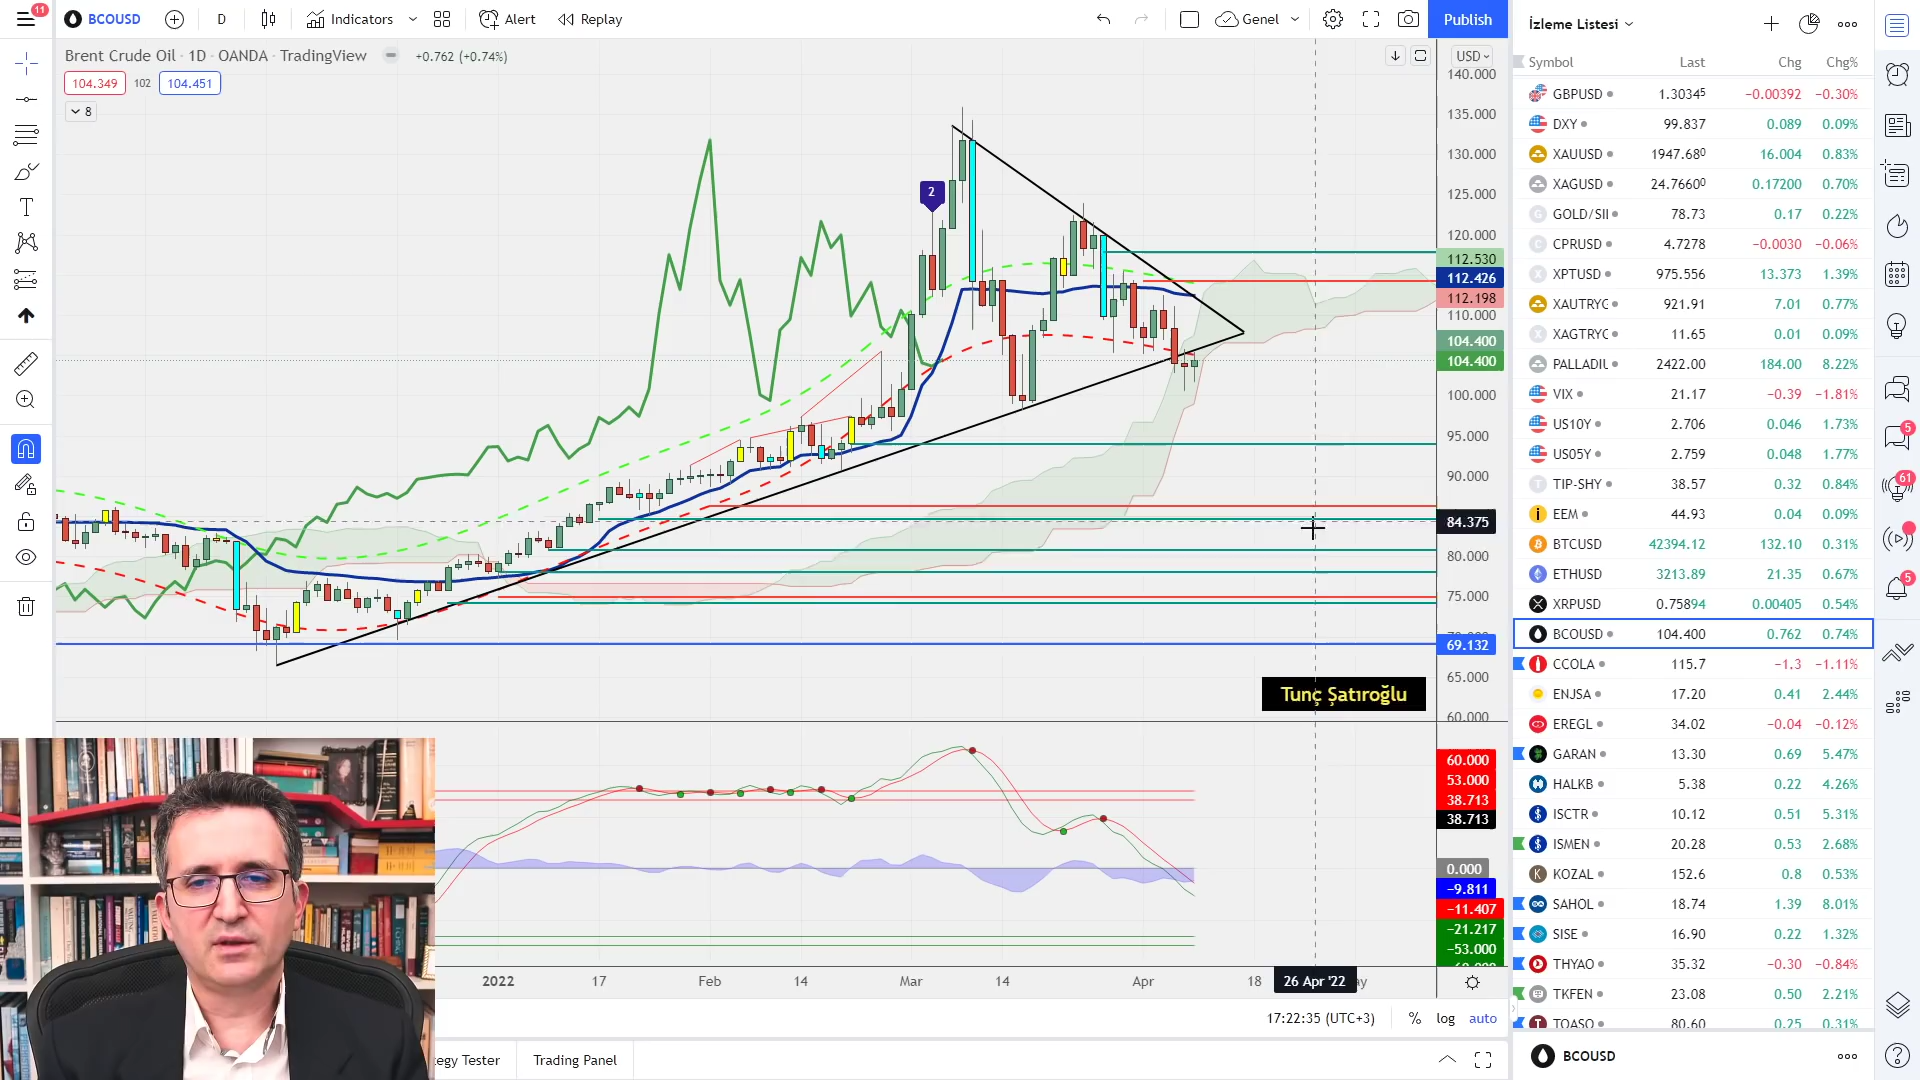 11
BCOUSD
D
Indicators
Alert
Replay
Genel
Publish
Brent Crude Oil · 1D · OANDA · TradingView
+0.762 (+0.74%)
104.349
102
104.451
8
2
USD
140.000
135.000
130.000
125.000
120.000
112.530
112.426
112.198
110.000
104.400
104.400
100.000
95.000
90.000
84.375
80.000
75.000
69.132
65.000
60.000
Tunç Şatıroğlu
60.000
53.000
38.713
38.713
0.000
−9.811
−11.407
−21.217
−53.000
2022
17
Feb
14
Mar
14
Apr
18
26 Apr '22
17:22:35 (UTC+3)
%
log
auto
tegy Tester
Trading Panel
İzleme Listesi
Symbol Last Chg Chg%
GBPUSD 1.30345 −0.00392 −0.30%
DXY 99.837 0.089 0.09%
XAUUSD 1947.680 16.004 0.83%
XAGUSD 24.7660 0.17200 0.70%
GOLD/SII 78.73 0.17 0.22%
CPRUSD 4.7278 −0.0030 −0.06%
XPTUSD 975.556 13.373 1.39%
XAUTRYG 921.91 7.01 0.77%
XAGTRYG 11.65 0.01 0.09%
PALLADIU 2422.00 184.00 8.22%
VIX 21.17 −0.39 −1.81%
US10Y 2.706 0.046 1.73%
US05Y 2.759 0.048 1.77%
TIP-SHY 38.57 0.32 0.84%
EEM 44.93 0.04 0.09%
BTCUSD 42394.12 132.10 0.31%
ETHUSD 3213.89 21.35 0.67%
XRPUSD 0.75894 0.00405 0.54%
BCOUSD 104.400 0.762 0.74%
CCOLA 115.7 −1.3 −1.11%
ENJSA 17.20 0.41 2.44%
EREGL 34.02 −0.04 −0.12%
GARAN 13.30 0.69 5.47%
HALKB 5.38 0.22 4.26%
ISCTR 10.12 0.51 5.31%
ISMEN 20.28 0.53 2.68%
KOZAL 152.6 0.8 0.53%
SAHOL 18.74 1.39 8.01%
SISE 16.90 0.22 1.32%
THYAO 35.32 −0.30 −0.84%
TKFEN 23.08 0.50 2.21%
TOASO 80.60 0.25 0.31%
BCOUSD
5
61
5